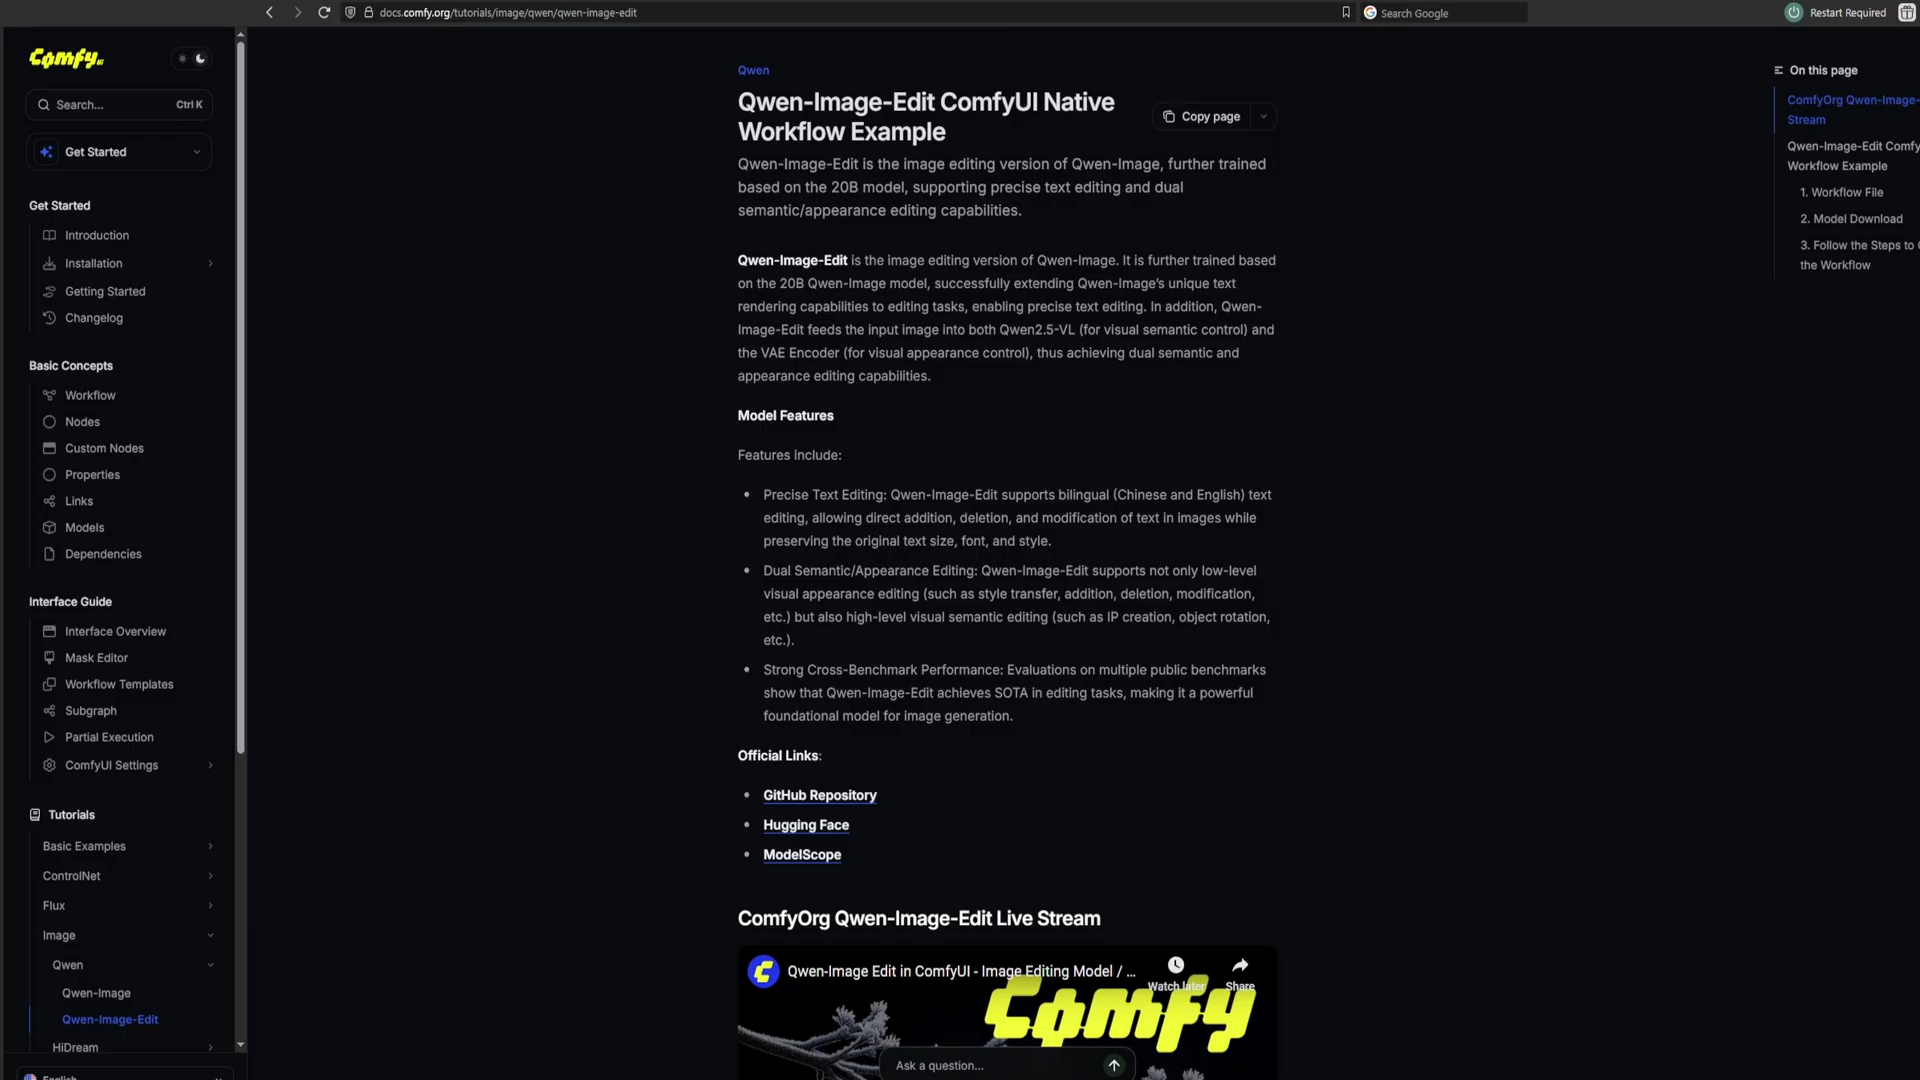 docs.comfy.org/tutorials/image/qwen/qwen-image-edit
Search Google
Restart Required
Comfy
Search...
Ctrl K
Get Started
Get Started
Introduction
Installation
Getting Started
Changelog
Basic Concepts
Workflow
Nodes
Custom Nodes
Properties
Links
Models
Dependencies
Interface Guide
Interface Overview
Mask Editor
Workflow Templates
Subgraph
Partial Execution
ComfyUI Settings
Tutorials
Basic Examples
ControlNet
Flux
Image
Qwen
Qwen-Image
Qwen-Image-Edit
HiDream
English
Qwen
Qwen-Image-Edit ComfyUI Native
Workflow Example
Copy page
Qwen-Image-Edit is the image editing version of Qwen-Image, further trained
based on the 20B model, supporting precise text editing and dual
semantic/appearance editing capabilities.
Qwen-Image-Edit is the image editing version of Qwen-Image. It is further trained based
on the 20B Qwen-Image model, successfully extending Qwen-Image's unique text
rendering capabilities to editing tasks, enabling precise text editing. In addition, Qwen-
Image-Edit feeds the input image into both Qwen2.5-VL (for visual semantic control) and
the VAE Encoder (for visual appearance control), thus achieving dual semantic and
appearance editing capabilities.
Model Features
Features include:
Precise Text Editing: Qwen-Image-Edit supports bilingual (Chinese and English) text
editing, allowing direct addition, deletion, and modification of text in images while
preserving the original text size, font, and style.
Dual Semantic/Appearance Editing: Qwen-Image-Edit supports not only low-level
visual appearance editing (such as style transfer, addition, deletion, modification,
etc.) but also high-level visual semantic editing (such as IP creation, object rotation,
etc.).
Strong Cross-Benchmark Performance: Evaluations on multiple public benchmarks
show that Qwen-Image-Edit achieves SOTA in editing tasks, making it a powerful
foundational model for image generation.
Official Links:
GitHub Repository
Hugging Face
ModelScope
ComfyOrg Qwen-Image-Edit Live Stream
Qwen-Image Edit in ComfyUI - Image Editing Model / ...
Watch later
Share
Comfy
Ask a question...
On this page
ComfyOrg Qwen-Image-
Stream
Qwen-Image-Edit Comfy
Workflow Example
1. Workflow File
2. Model Download
3. Follow the Steps to
the Workflow